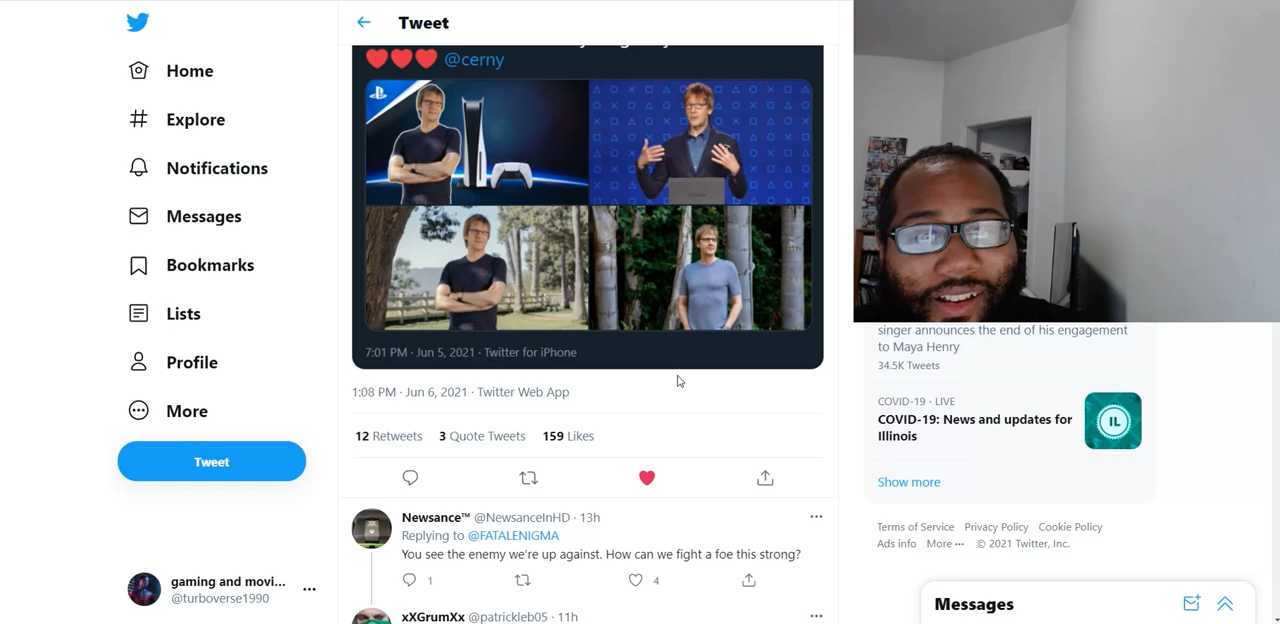 Tweet
@cerny
Home
Explore
Notifications
Messages
Bookmarks
Lists
Profile
More
Tweet
gaming and movi...
@turboverse1990
7:01 PM · Jun 5, 2021 · Twitter for iPhone
1:08 PM · Jun 6, 2021 · Twitter Web App
12 Retweets 3 Quote Tweets 159 Likes
Newsance™ @NewsanceInHD · 13h
Replying to @FATALENIGMA
You see the enemy we're up against. How can we fight a foe this strong?
1 4
xXGrumXx @patrickleb05 · 11h
singer announces the end of his engagement
to Maya Henry
34.5K Tweets
COVID-19 · LIVE
COVID-19: News and updates for
Illinois
IL
Show more
Terms of Service Privacy Policy Cookie Policy
Ads info More ··· © 2021 Twitter, Inc.
Messages